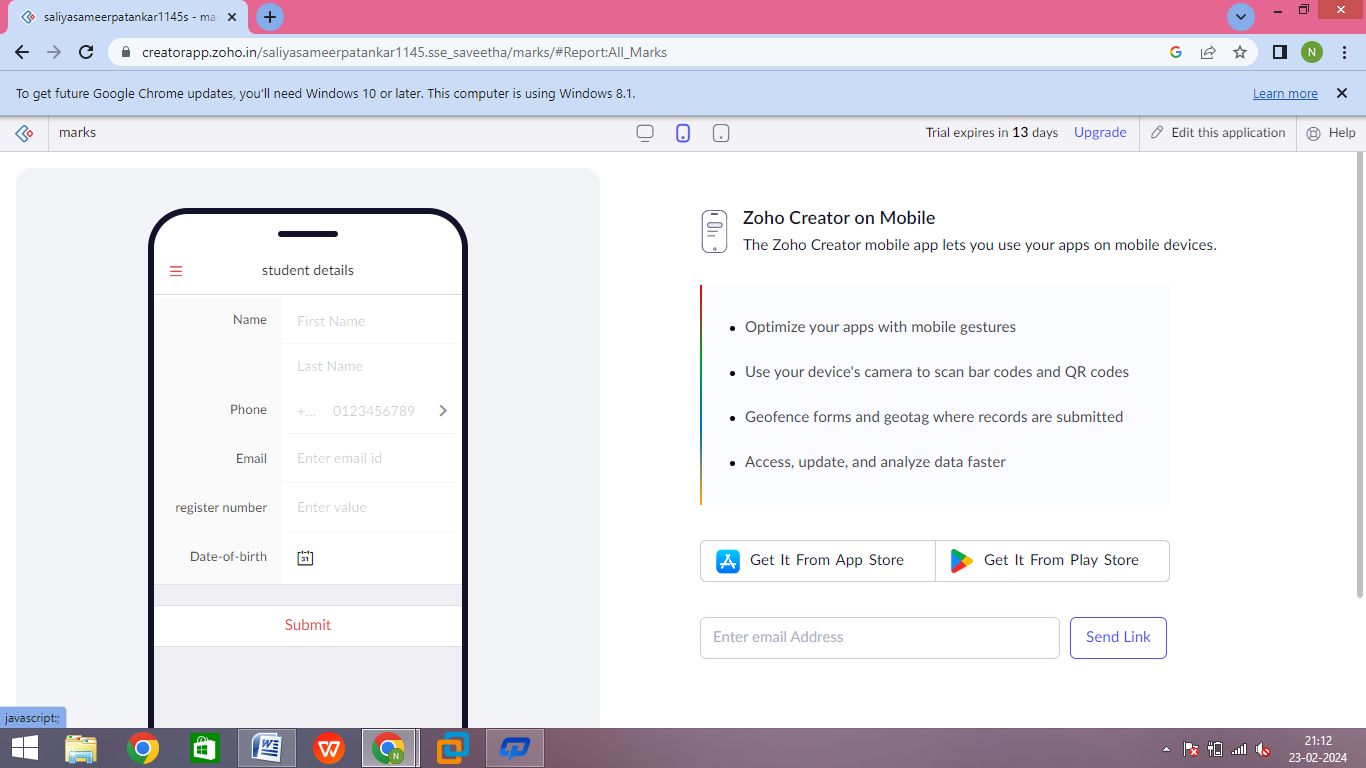 saliyasameerpatankar1145s - mar
creatorapp.zoho.in/saliyasameerpatankar1145.sse_saveetha/marks/#Report:All_Marks
N
To get future Google Chrome updates, you'll need Windows 10 or later. This computer is using Windows 8.1.
Learn more
marks
Trial expires in 13 days
Upgrade
Edit this application
Help
student details
Name
First Name
Last Name
Phone
+...
0123456789
Email
Enter email id
register number
Enter value
Date-of-birth
31
Submit
Zoho Creator on Mobile
The Zoho Creator mobile app lets you use your apps on mobile devices.
Optimize your apps with mobile gestures
Use your device's camera to scan bar codes and QR codes
Geofence forms and geotag where records are submitted
Access, update, and analyze data faster
Get It From App Store
Get It From Play Store
Enter email Address
Send Link
javascript:;
W
W
N
21:12
23-02-2024